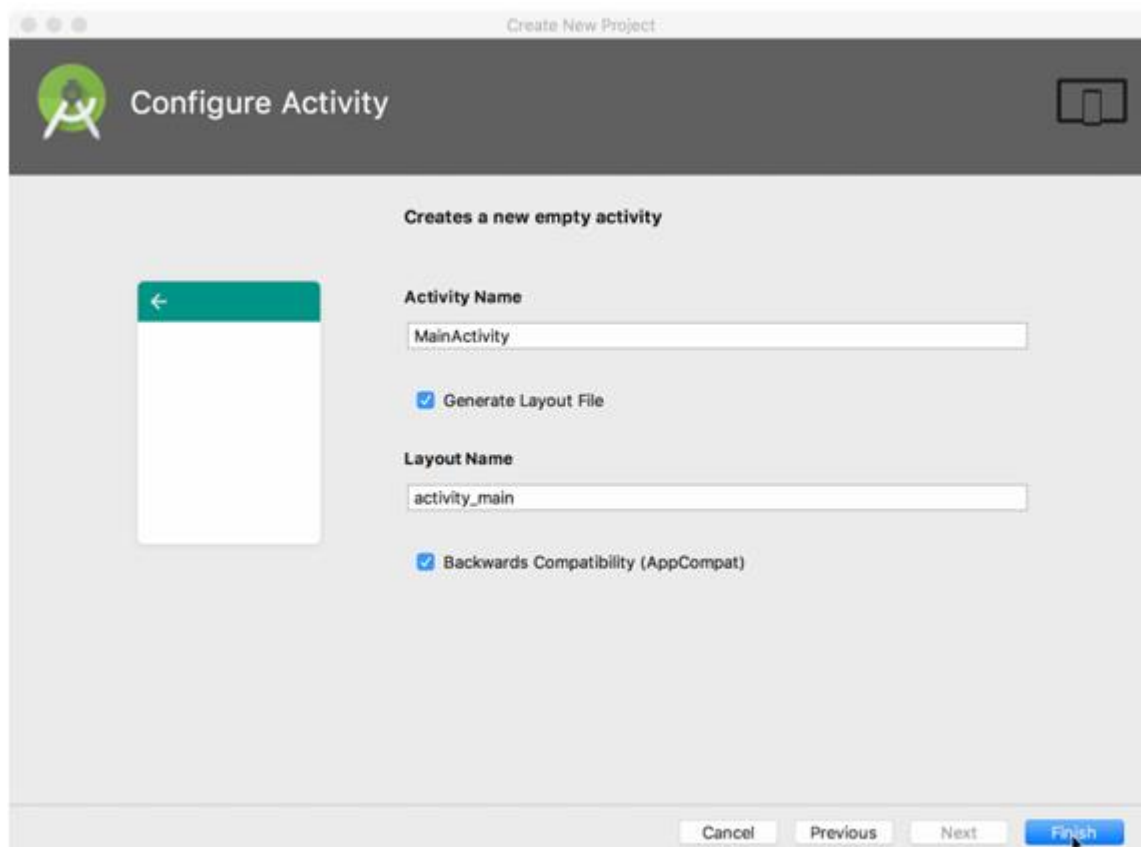 Create New Project
Configure Activity
Creates a new empty activity
Activity Name
MainActivity
Generate Layout File
Layout Name
activity_main
Backwards Compatibility (AppCompat)
Cancel Previous Next Finish